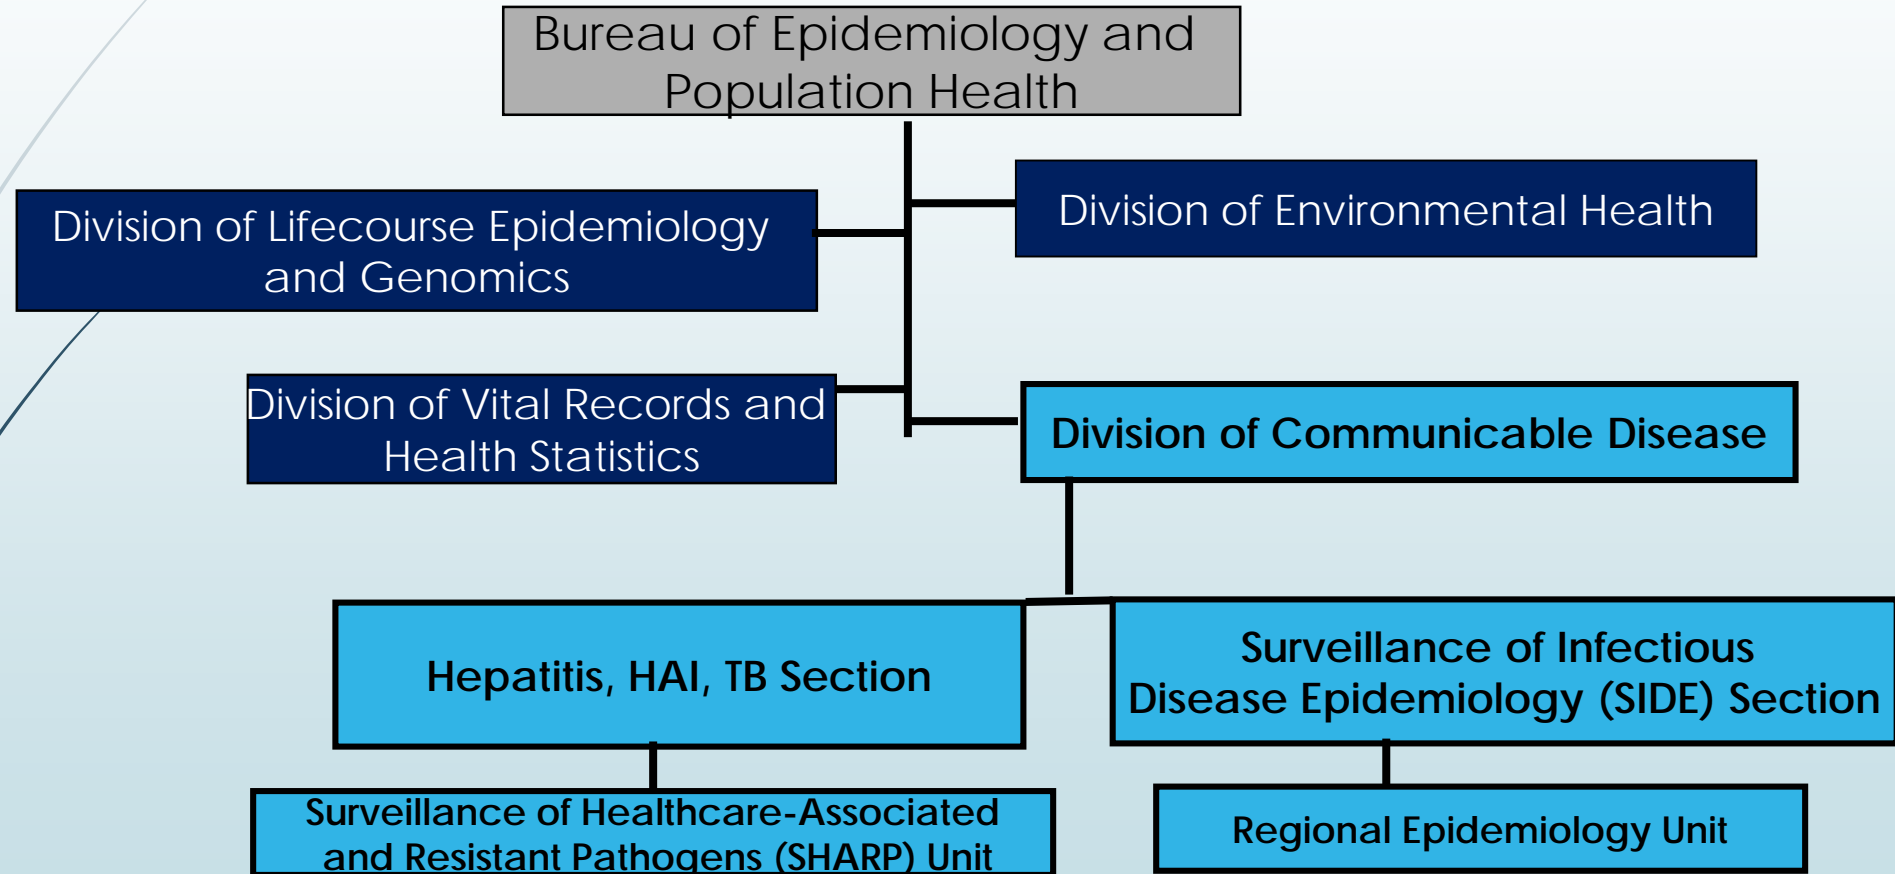 Bureau of Epidemiology and
Population Health
Division of Lifecourse Epidemiology
and Genomics
Division of Environmental Health
Division of Vital Records and
Health Statistics
Division of Communicable Disease
Hepatitis, HAI, TB Section
Surveillance of Infectious
Disease Epidemiology (SIDE) Section
Surveillance of Healthcare-Associated
and Resistant Pathogens (SHARP) Unit
Regional Epidemiology Unit